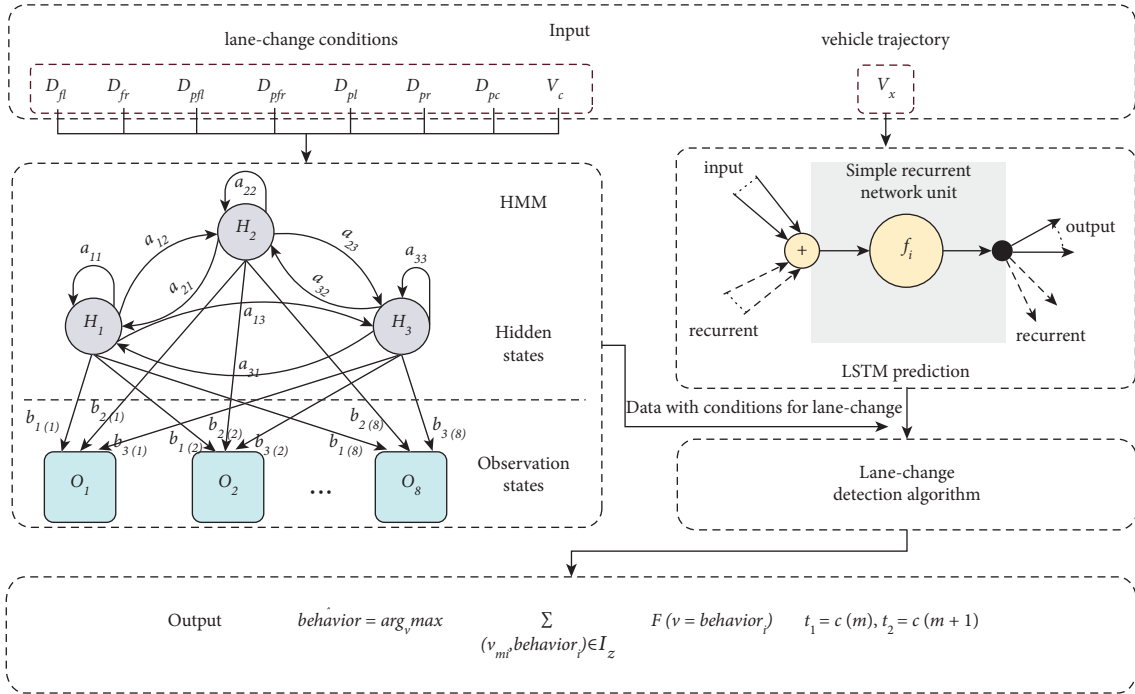 Input
lane-change conditions
vehicle trajectory
D_fl D_fr D_pfl D_pfr D_pl D_pr D_pc V_c
V_x
HMM
a_22
H_2
a_12
a_23
a_11
a_33
a_21
a_32
H_1
a_13
H_3
a_31
Hidden
states
b_1 (1)
b_2 (1)
b_3 (1)
b_1 (2)
b_2 (2)
b_3 (2)
b_2 (8)
b_1 (8)
b_3 (8)
O_1 O_2 ... O_8
Observation
states
Simple recurrent
network unit
input
+
f_i
output
recurrent
recurrent
LSTM prediction
Data with conditions for lane-change
Lane-change
detection algorithm
Output behavîor = arg_v max ∑ F (v = behavior_i) t_1 = c (m), t_2 = c (m + 1)
(v_mi, behavior_i)∈I_z